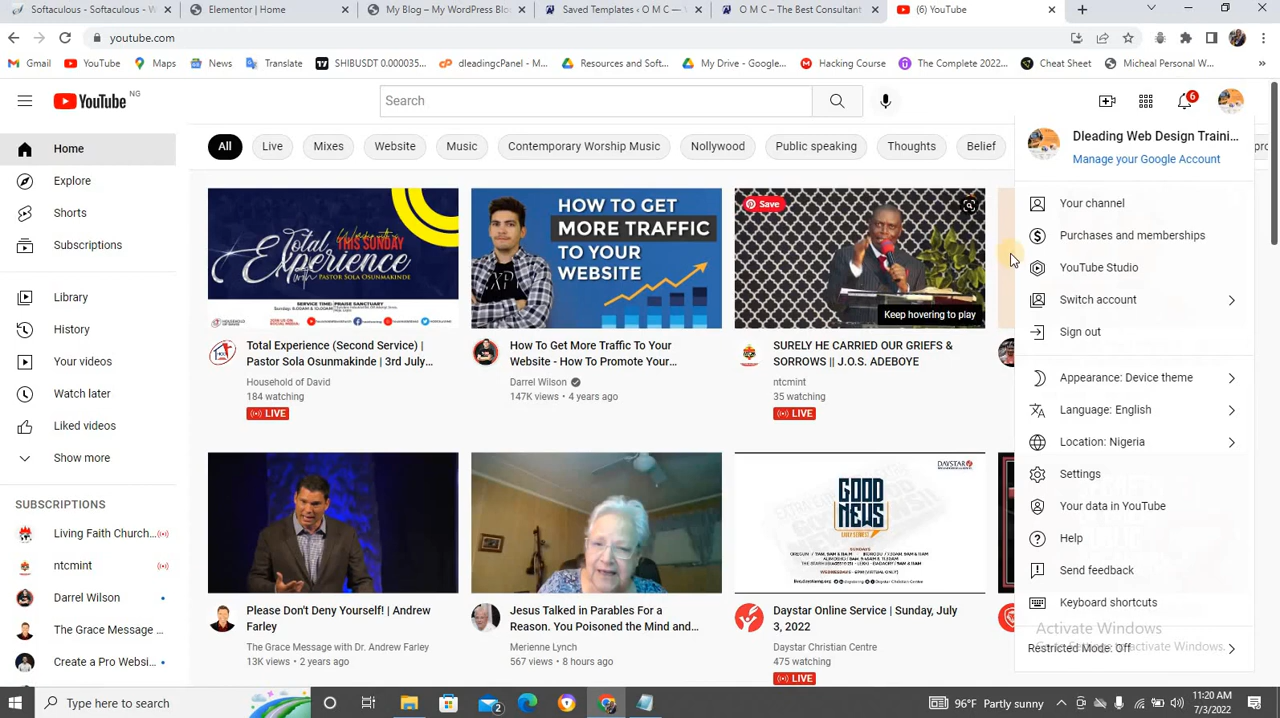 Softaculous - Softaculous - W
Elementor | Home
My Blog – My WordPress Blo
Saved Templates ‹ O M C —
O M C – The Best Consultant
(6) YouTube
youtube.com
Gmail
YouTube
Maps
News
Translate
SHIBUSDT 0.000035...
dleadingcPanel - M...
Resources and Soft...
My Drive - Google...
Hacking Course
The Complete 2022...
Cheat Sheet
Micheal Personal W...
YouTube NG
Search
6
All
Live
Mixes
Website
Music
Contemporary Worship Music
Nollywood
Public speaking
Thoughts
Belief
Home
Explore
Shorts
Subscriptions
Library
History
Your videos
Watch later
Liked videos
Show more
SUBSCRIPTIONS
Living Faith Church...
ntcmint
Darrel Wilson
The Grace Message ...
Create a Pro Websi...
Total Experience
THIS SUNDAY
with PASTOR SOLA OSUNMAKINDE
HOW TO GET
MORE TRAFFIC
TO YOUR
WEBSITE
Save
Keep hovering to play
Total Experience (Second Service) |
Pastor Sola Osunmakinde | 3rd July...
Household of David
184 watching
LIVE
How To Get More Traffic To Your
Website - How To Promote Your...
Darrel Wilson
147K views • 4 years ago
SURELY HE CARRIED OUR GRIEFS &
SORROWS || J.O.S. ADEBOYE
ntcmint
35 watching
LIVE
DAYSTAR
GOOD
NEWS
Please Don't Deny Yourself! | Andrew
Farley
The Grace Message with Dr. Andrew Farley
13K views • 2 years ago
Jesus Talked in Parables For a
Reason. You Poisoned the Mind and...
Merienne Lynch
567 views • 8 hours ago
Daystar Online Service | Sunday, July
3, 2022
Daystar Christian Centre
475 watching
LIVE
Dleading Web Design Traini...
Manage your Google Account
Your channel
Purchases and memberships
YouTube Studio
Switch account
Sign out
Appearance: Device theme
Language: English
Location: Nigeria
Settings
Your data in YouTube
Help
Send feedback
Keyboard shortcuts
Restricted Mode: Off
Activate Windows
Type here to search
2
96°F Partly sunny
11:20 AM
7/3/2022